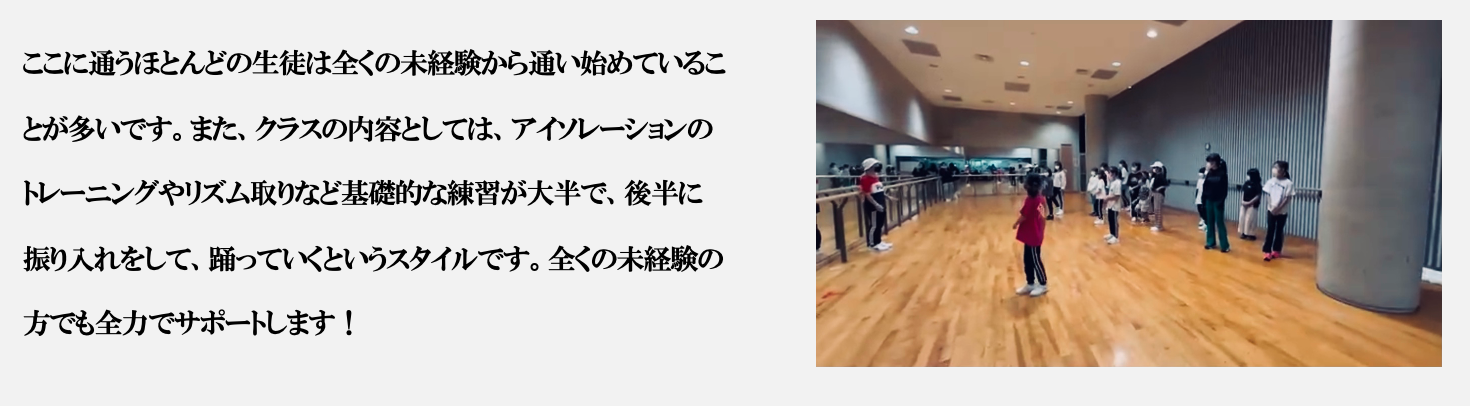 ここに通うほとんどの生徒は全くの未経験から通い始めているこ
とが多いです。また、クラスの内容としては、アイソレーションの
トレーニングやリズム取りなど基礎的な練習が大半で、後半に
振り入れをして、踊っていくというスタイルです。全くの未経験の
方でも全力でサポートします！